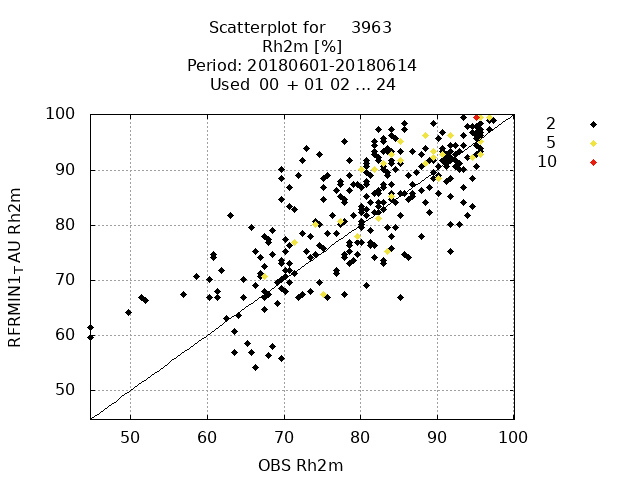 Scatterplot for 3963
Rh2m [%]
Period: 20180601-20180614
Used 00 + 01 02 ... 24
RFRMIN1T AU Rh2m
100
90
80
70
60
50
50 60 70 80 90 100
OBS Rh2m
2
5
10